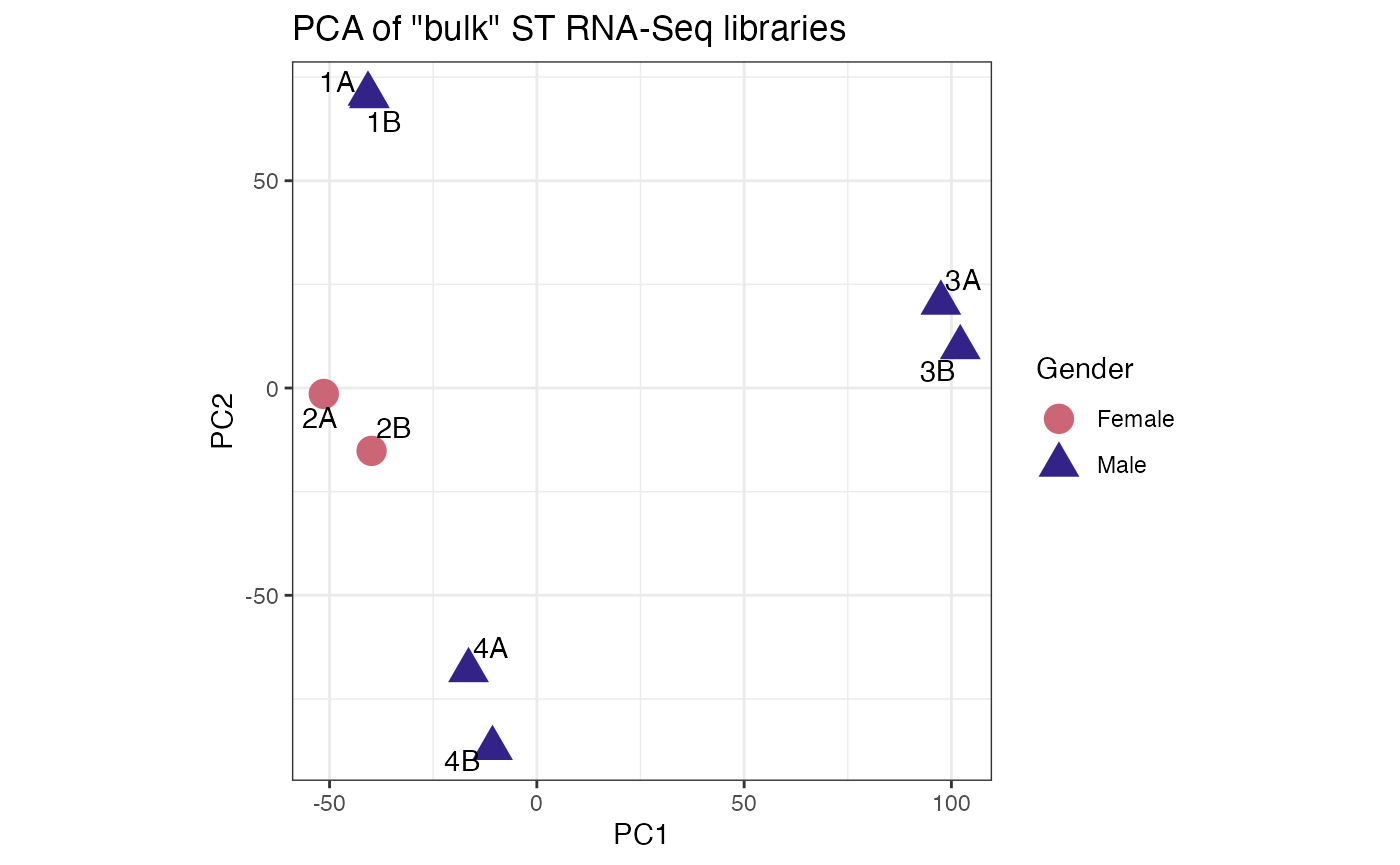 PCA of "bulk" ST RNA-Seq libraries
1A
1B
50
3A
3B
0
2A
2B
-50
4A
4B
-50
0
50
100
PC1
PC2
Gender
Female
Male